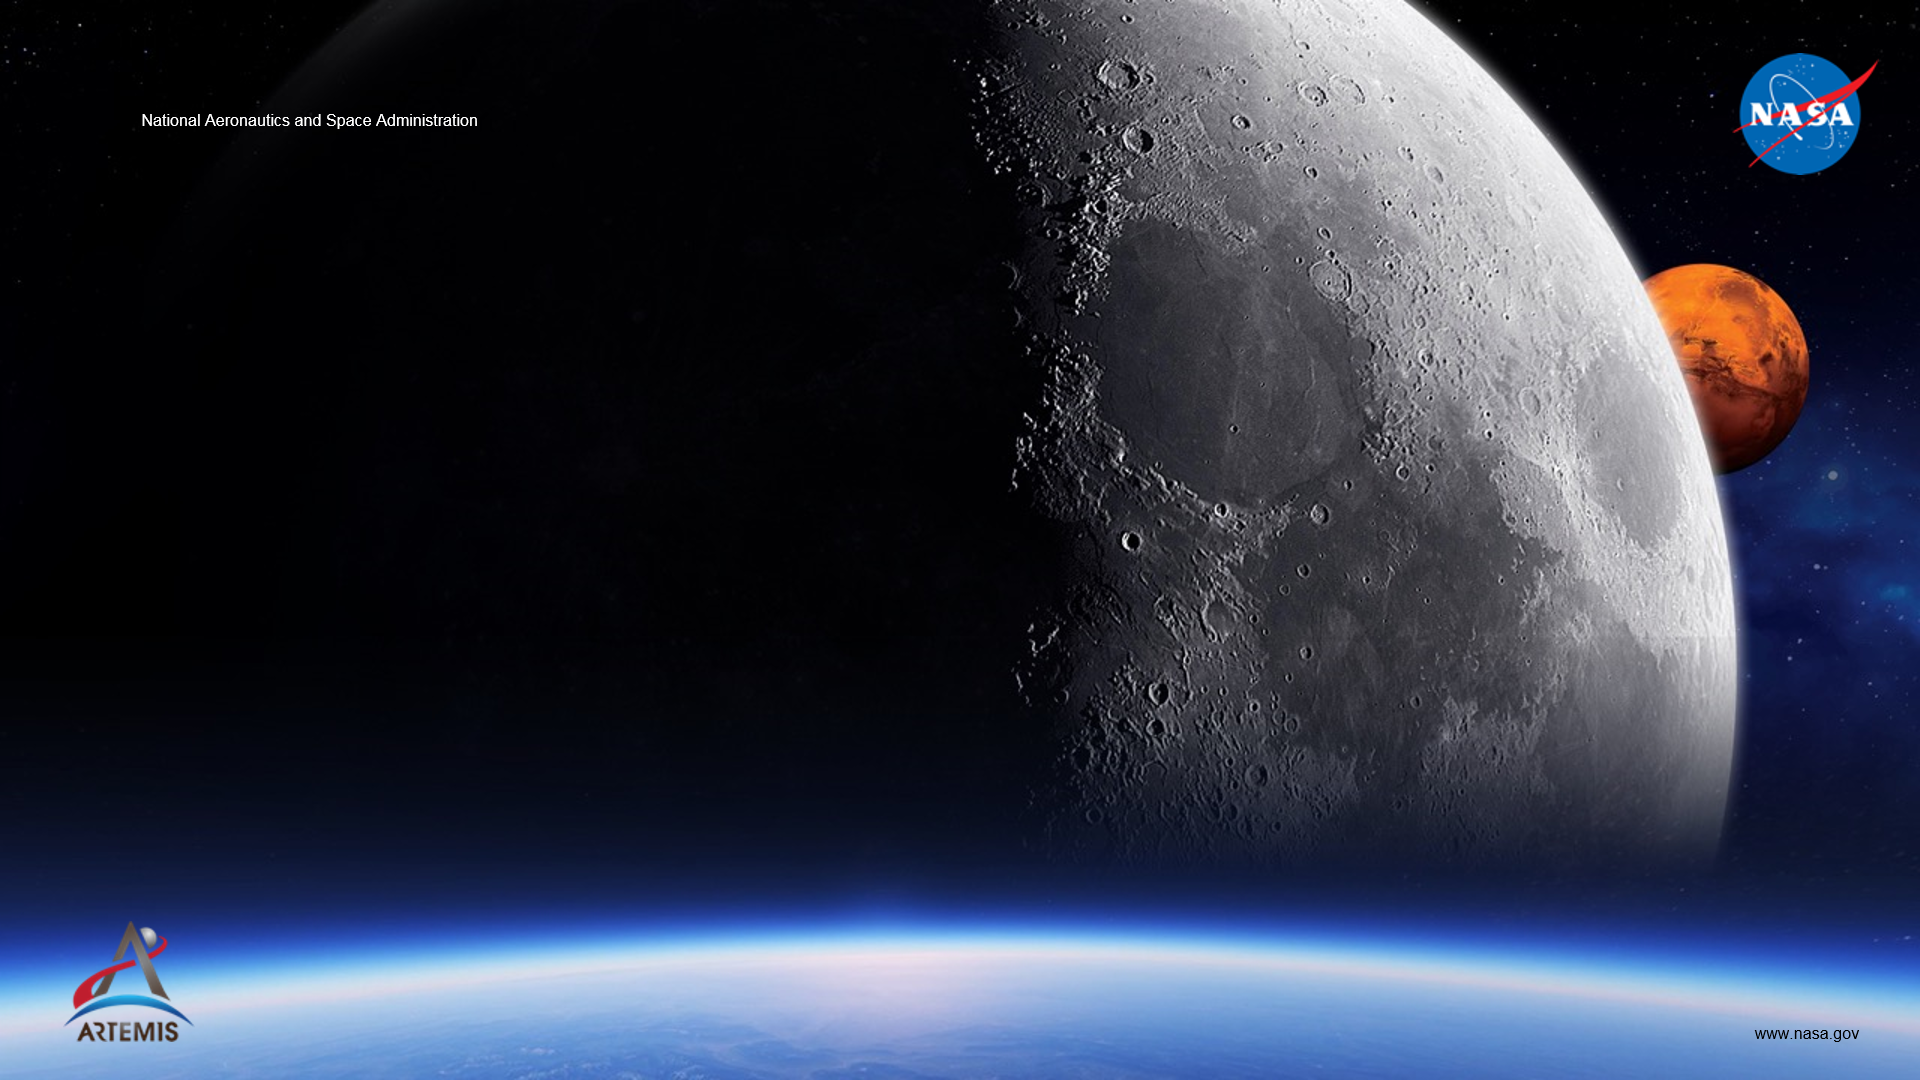 National Aeronautics and Space Administration
NASA
ARTEMIS
www.nasa.gov